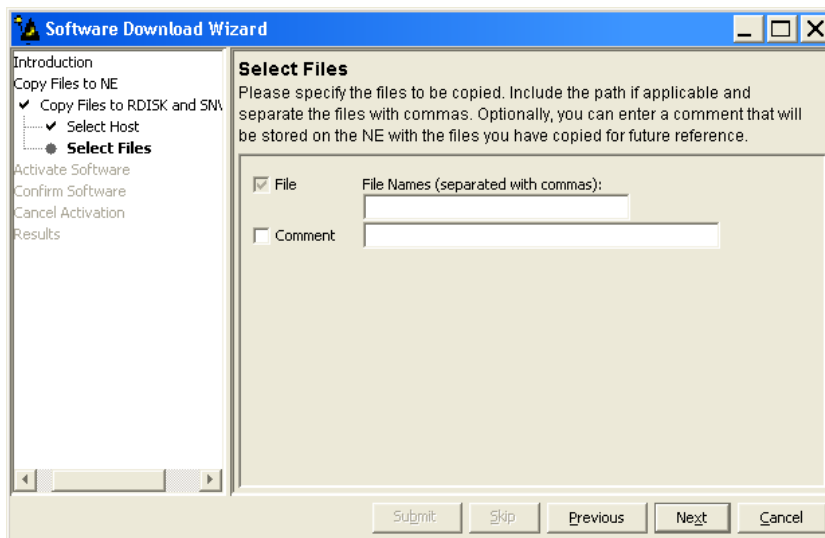 Software Download Wizard
Introduction
Copy Files to NE
Copy Files to RDISK and SNV
Select Host
Select Files
Activate Software
Confirm Software
Cancel Activation
Results
Select Files
Please specify the files to be copied. Include the path if applicable and
separate the files with commas. Optionally, you can enter a comment that will
be stored on the NE with the files you have copied for future reference.
File File Names (separated with commas):
Comment
Submit Skip Previous Next Cancel